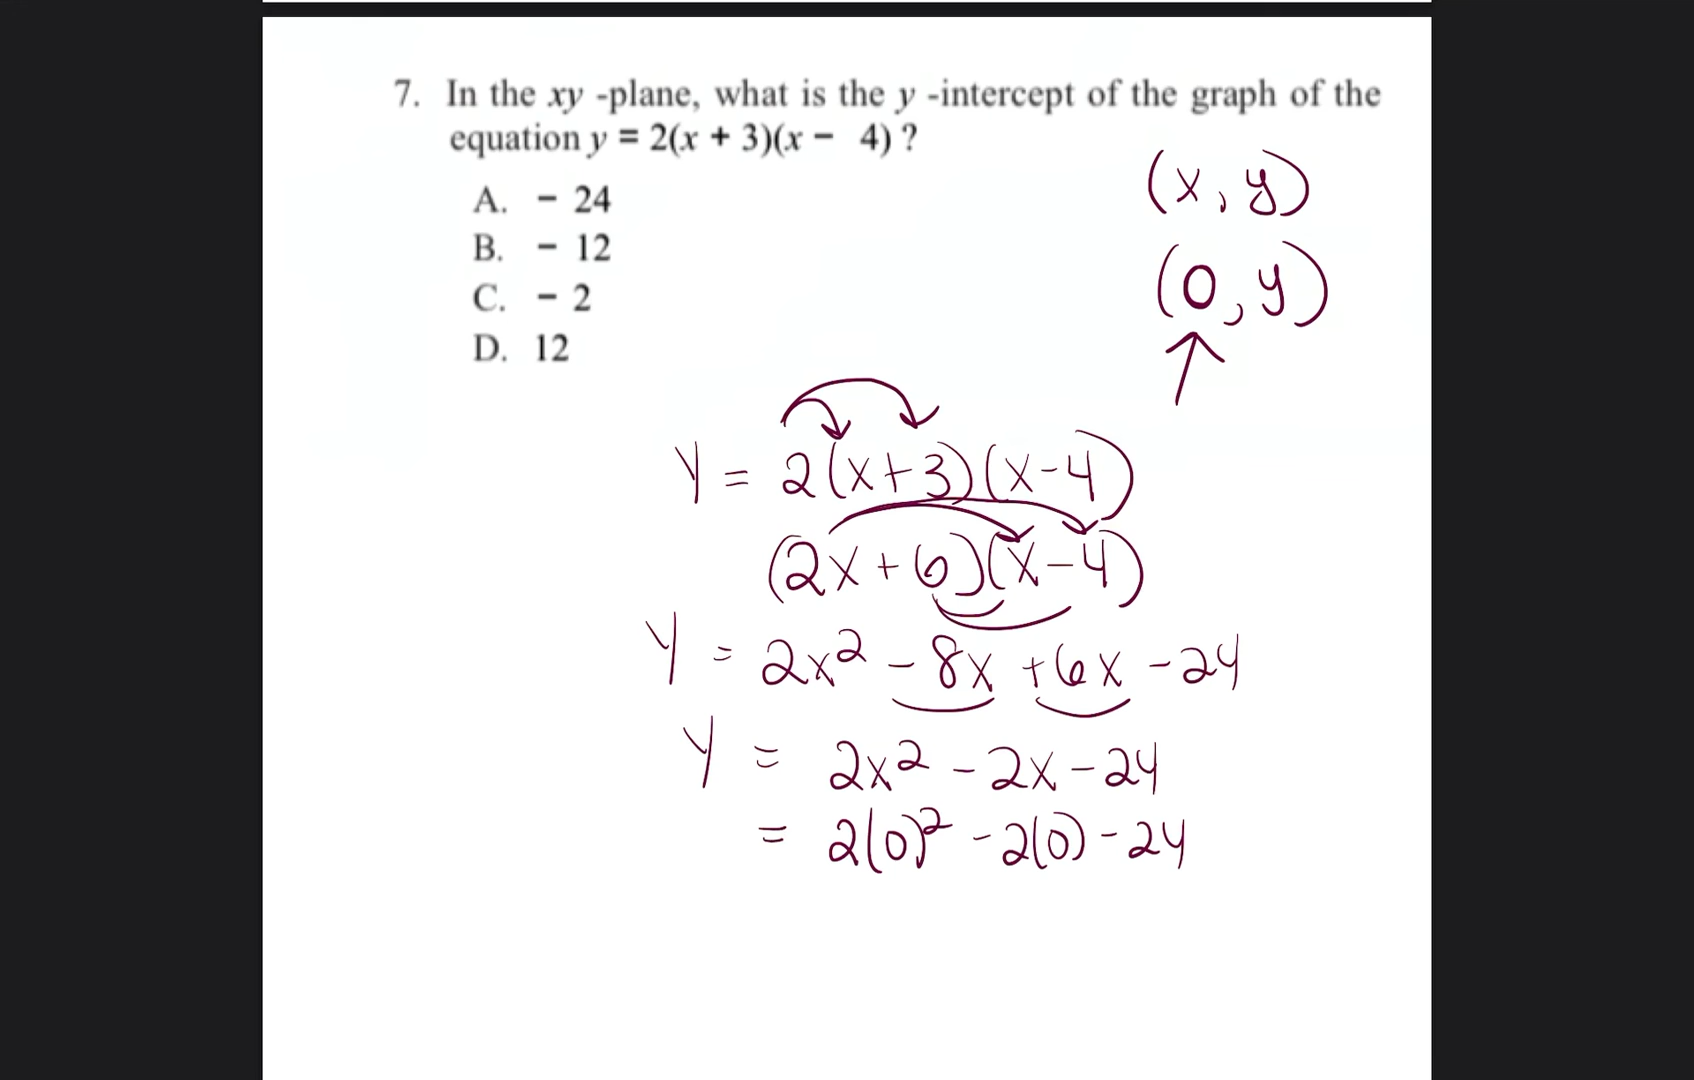 7. In the xy -plane, what is the y -intercept of the graph of the
equation y = 2(x + 3)(x − 4) ?
A. − 24
B. − 12
C. − 2
D. 12
(x, y)
(0, y)
y = 2(x+3)(x-4)
(2x+6)(x-4)
y = 2x² - 8x + 6x - 24
y = 2x² - 2x - 24
= 2(0)² - 2(0) - 24